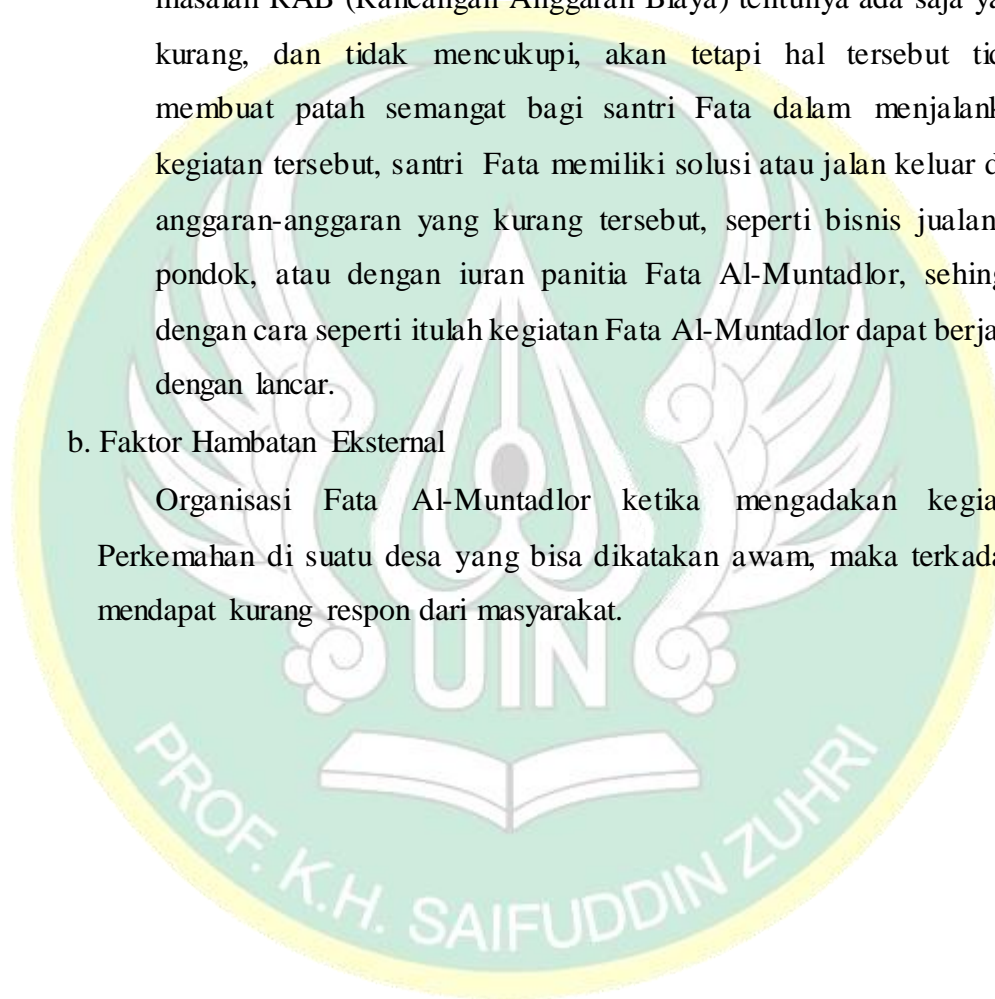 masalah RAB (Rancangan Anggaran Biaya) tentunya ada saja ya
kurang, dan tidak mencukupi, akan tetapi hal tersebut tid
membuat patah semangat bagi santri Fata dalam menjalank
kegiatan tersebut, santri Fata memiliki solusi atau jalan keluar d
anggaran-anggaran yang kurang tersebut, seperti bisnis jualan
pondok, atau dengan iuran panitia Fata Al-Muntadlor, sehing
dengan cara seperti itulah kegiatan Fata Al-Muntadlor dapat berja
dengan lancar.
b. Faktor Hambatan Eksternal
Organisasi Fata Al-Muntadlor ketika mengadakan kegia
Perkemahan di suatu desa yang bisa dikatakan awam, maka terkada
mendapat kurang respon dari masyarakat.
UIN
PROF. K.H. SAIFUDDIN ZUHRI